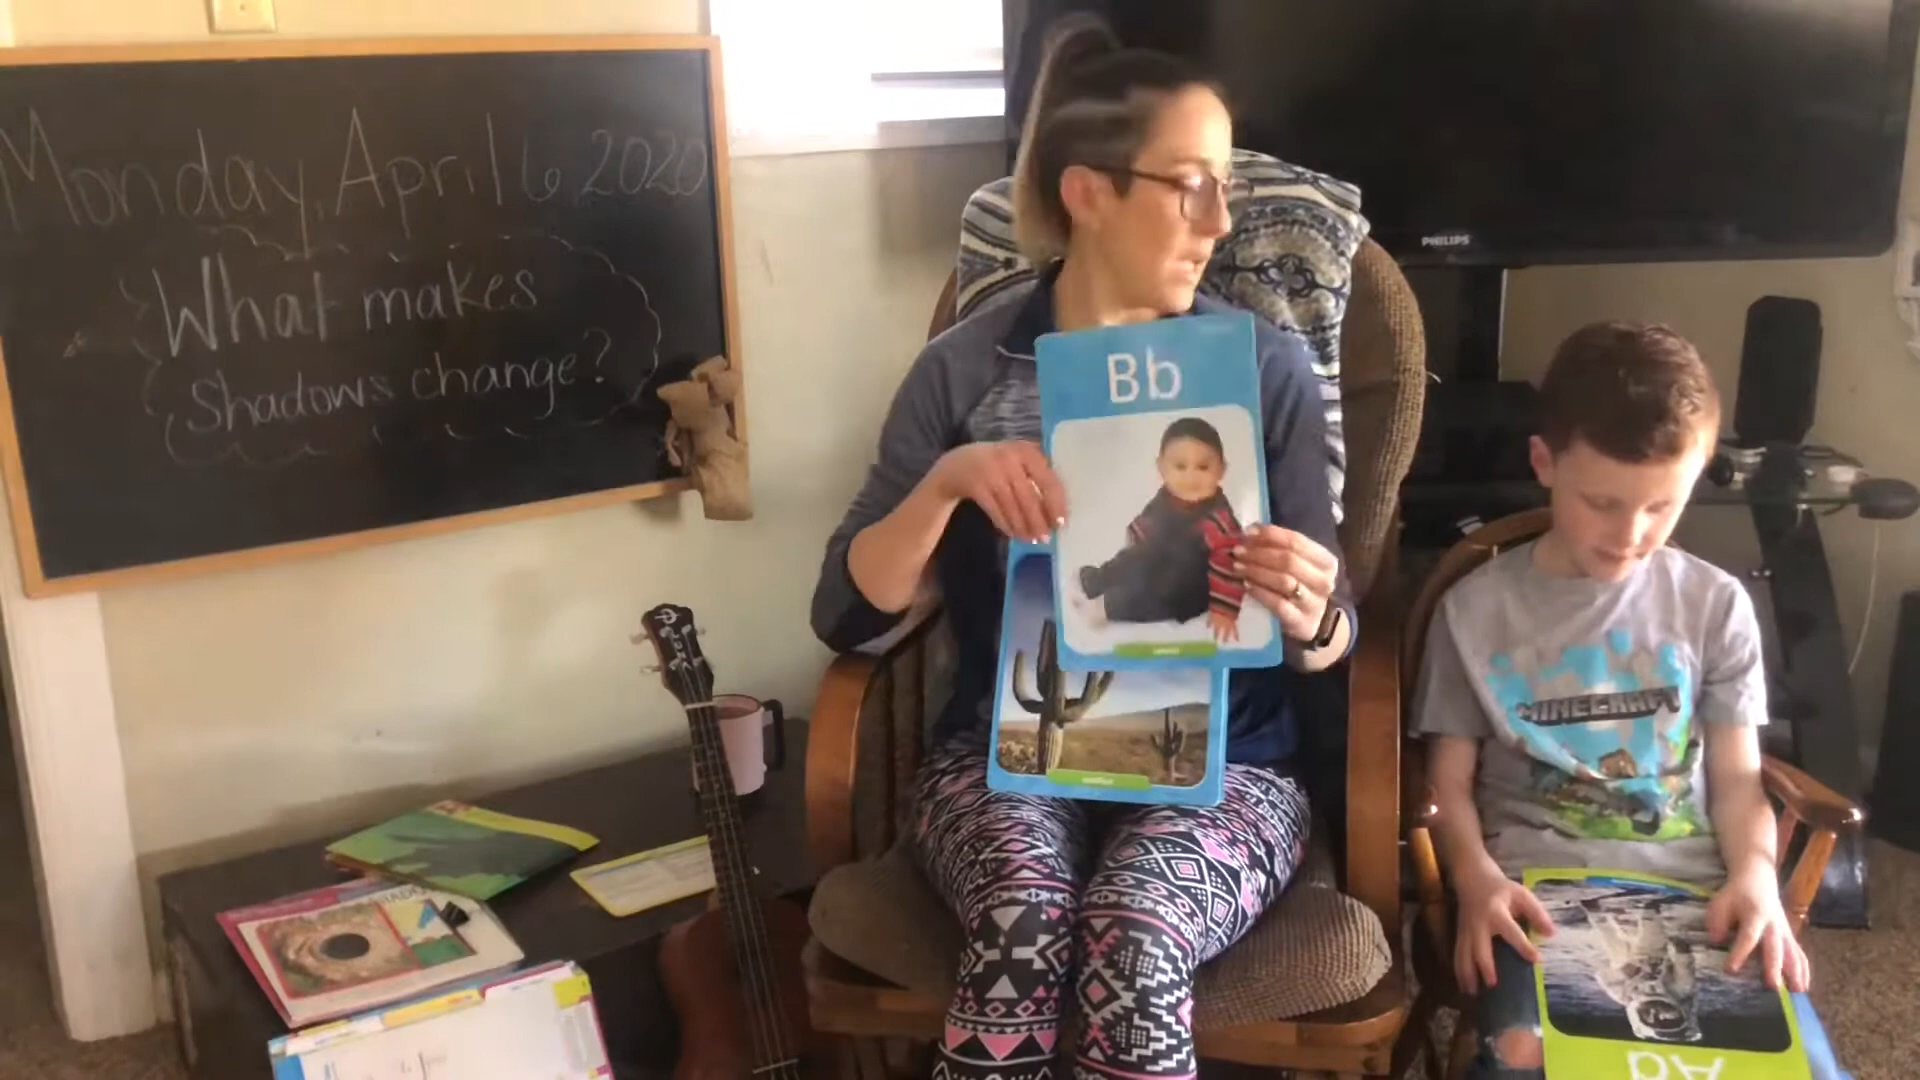 Monday, April 6, 2020
What makes
shadows change?
PHILIPS
Bb
MINECRAFT
Aa